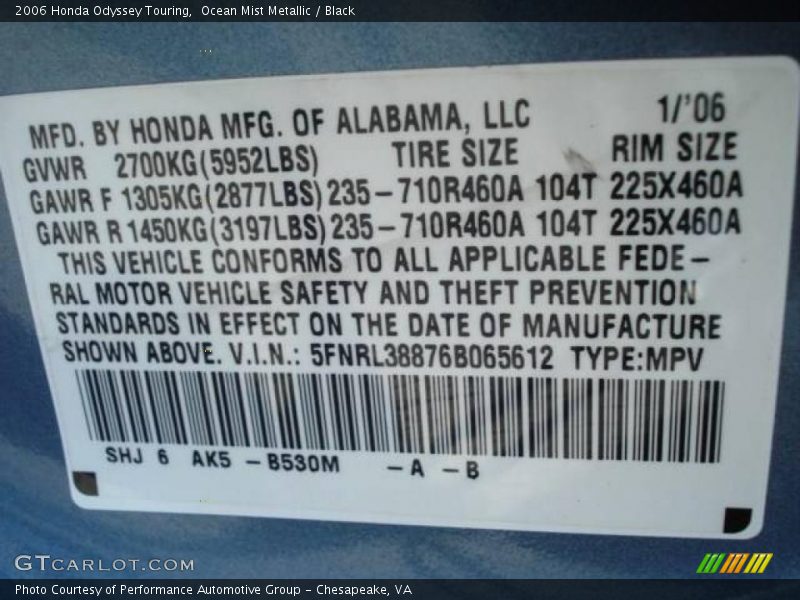 2006 Honda Odyssey Touring,  Ocean Mist Metallic / Black
MFD. BY HONDA MFG. OF ALABAMA, LLC 1/'06
GVWR 2700KG(5952LBS) TIRE SIZE RIM SIZE
GAWR F 1305KG(2877LBS) 235-710R460A 104T 225X460A
GAWR R 1450KG(3197LBS) 235-710R460A 104T 225X460A
THIS VEHICLE CONFORMS TO ALL APPLICABLE FEDE-
RAL MOTOR VEHICLE SAFETY AND THEFT PREVENTION
STANDARDS IN EFFECT ON THE DATE OF MANUFACTURE
SHOWN ABOVE. V.I.N.: 5FNRL38876B065612 TYPE:MPV
SHJ 6 AK5 -B530M -A -B
GTCARLOT.COM
Photo Courtesy of Performance Automotive Group - Chesapeake, VA